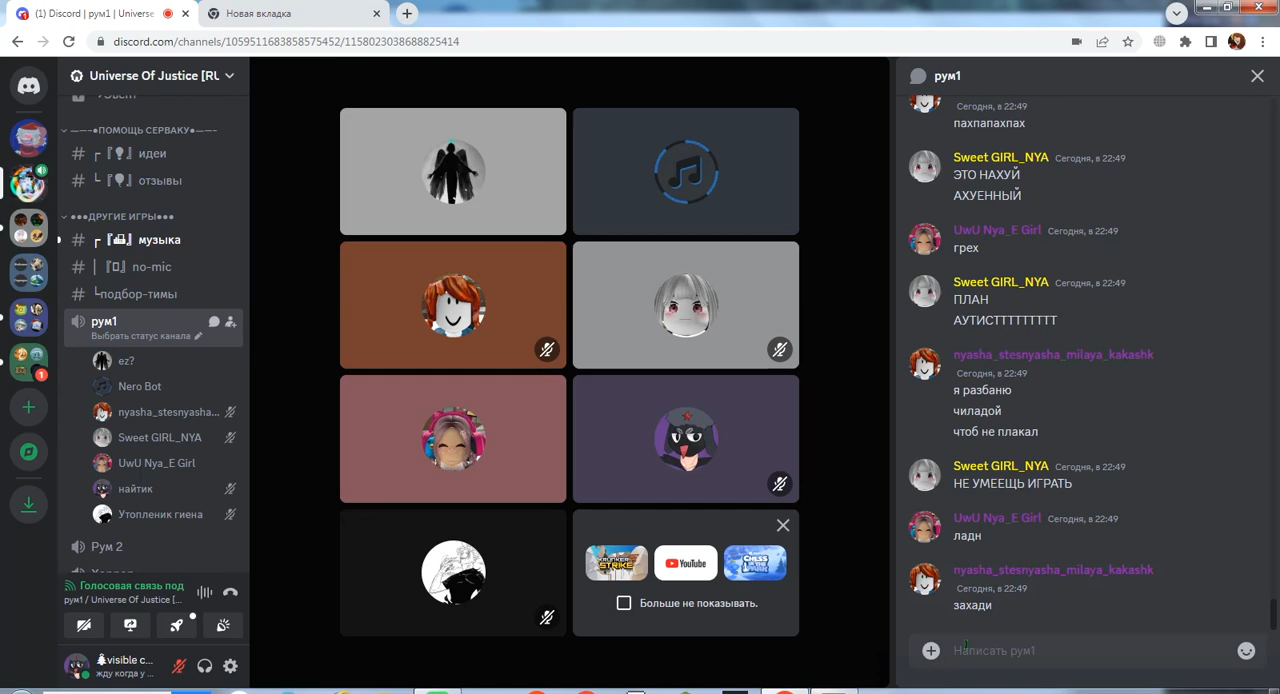 (1) Discord | рум1 | Universe
Новая вкладка
discord.com/channels/1059511683858575452/1158023038688825414
Universe Of Justice [RU
——●ПОМОЩЬ СЕРВАКУ●——-
┌『💡』идеи
└『💡』отзывы
●●●ДРУГИЕ ИГРЫ●●●
┌『📠』музыка
│『▯』no-mic
└подбор-тимы
рум1
Выбрать статус канала
ez?
Nero Bot
nyasha_stesnyasha...
Sweet GIRL_NYA
UwU Nya_E Girl
найтик
Утопленик гиена
Рум 2
Голосовая связь под
рум1 / Universe Of Justice [...
🌲visible c...
жду когда у ...
YouTube
Больше не показывать.
рум1
Сегодня, в 22:49
пахпапахпах
Sweet GIRL_NYA Сегодня, в 22:49
ЭТО НАХУЙ
АХУЕННЫЙ
UwU Nya_E Girl Сегодня, в 22:49
грех
Sweet GIRL_NYA Сегодня, в 22:49
ПЛАН
АУТИСТТТТТТТТТ
nyasha_stesnyasha_milaya_kakashk
Сегодня, в 22:49
я разбаню
чиладой
чтоб не плакал
Sweet GIRL_NYA Сегодня, в 22:49
НЕ УМЕЕЩЬ ИГРАТЬ
UwU Nya_E Girl Сегодня, в 22:49
ладн
nyasha_stesnyasha_milaya_kakashk
Сегодня, в 22:49
захади
Написать рум1